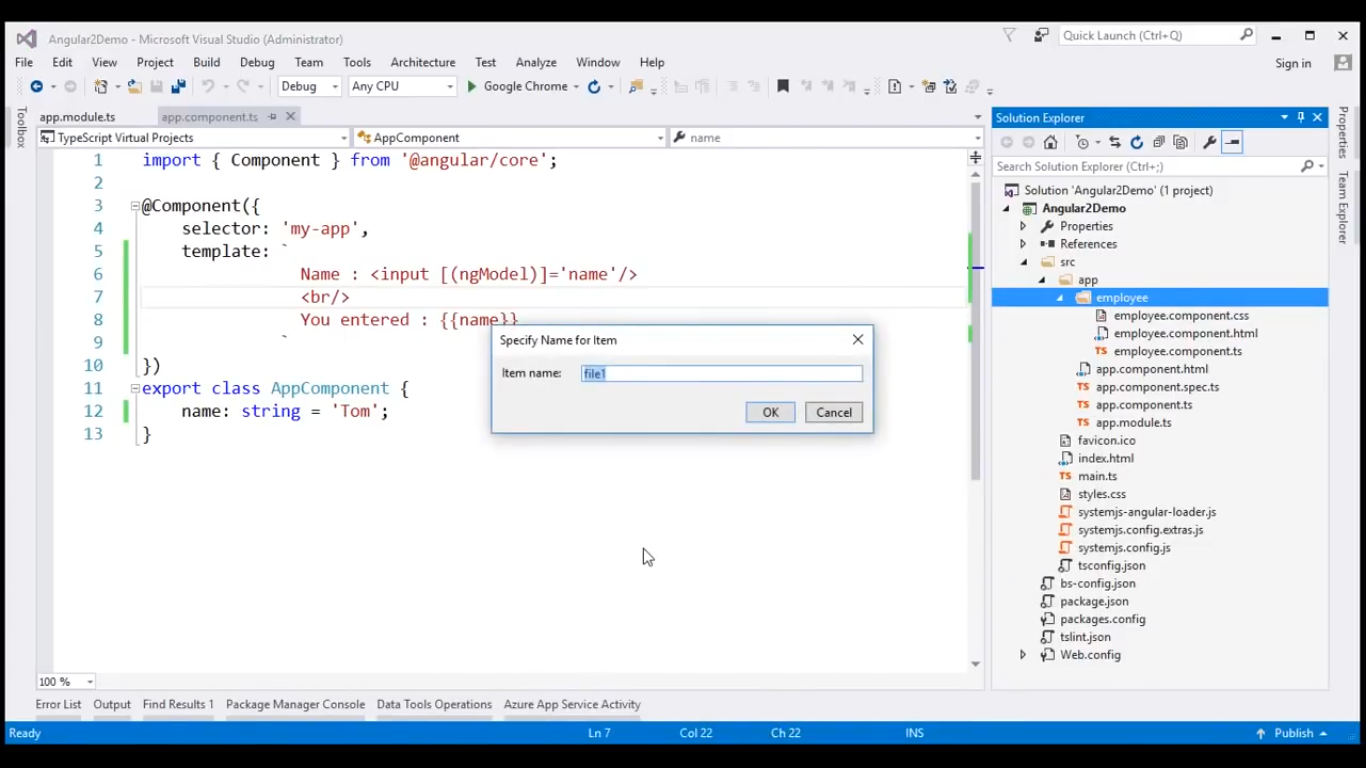 Angular2Demo - Microsoft Visual Studio (Administrator)
Quick Launch (Ctrl+Q)
File Edit View Project Build Debug Team Tools Architecture Test Analyze Window Help
Sign in
Debug Any CPU Google Chrome
Toolbox
app.module.ts app.component.ts
TypeScript Virtual Projects AppComponent name
1 import { Component } from '@angular/core';
2
3 @Component({
4 selector: 'my-app',
5 template: `
6 Name : <input [(ngModel)]='name'/>
7 <br/>
8 You entered : {{name}}
9 `
10 })
11 export class AppComponent {
12 name: string = 'Tom';
13 }
Specify Name for Item
Item name: file1
OK Cancel
100 %
Solution Explorer
Search Solution Explorer (Ctrl+;)
Solution 'Angular2Demo' (1 project)
Angular2Demo
Properties
References
src
app
employee
employee.component.css
employee.component.html
employee.component.ts
app.component.html
app.component.spec.ts
app.component.ts
app.module.ts
favicon.ico
index.html
main.ts
styles.css
systemjs-angular-loader.js
systemjs.config.extras.js
systemjs.config.js
tsconfig.json
bs-config.json
package.json
packages.config
tslint.json
Web.config
Properties
Team Explorer
Error List Output Find Results 1 Package Manager Console Data Tools Operations Azure App Service Activity
Ready Ln 7 Col 22 Ch 22 INS Publish